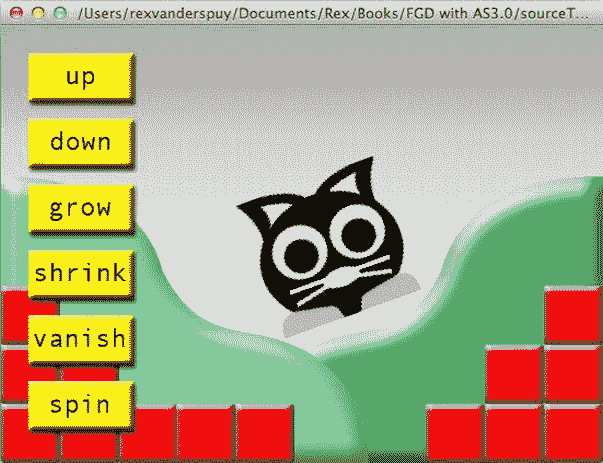 /Users/rexvanderspuy/Documents/Rex/Books/FGD with AS3.0/sourceT...
up
down
grow
shrink
vanish
spin